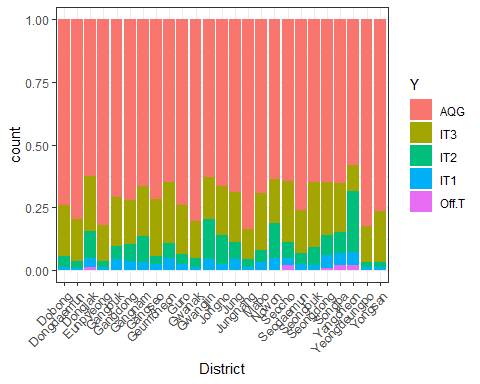 1.00
0.75
0.50
0.25
0.00
count
Dobong
Dongdaemun
Dongjak
Eunpyeong
Gangbuk
Gangdong
Gangnam
Gangseo
Geumcheon
Guro
Gwanak
Gwangjin
Jongno
Jung
Jungnang
Mapo
Nowon
Seocho
Seodaemun
Seongbuk
Seongdong
Songpa
Yangcheon
Yeongdeungpo
Yongsan
District
Y
AQG
IT3
IT2
IT1
Off.T